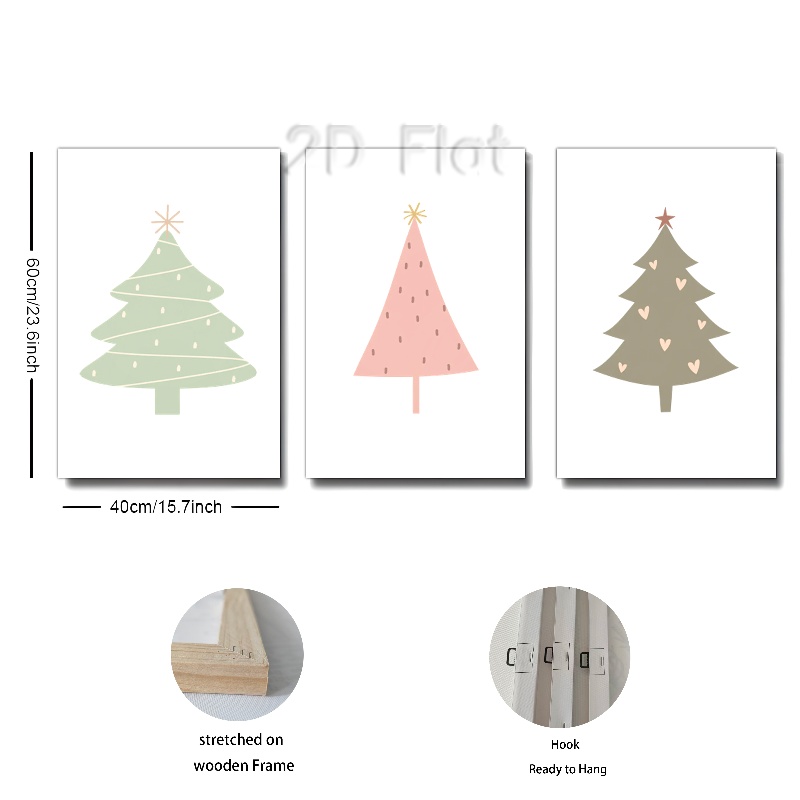 2D Flat
60cm/23.6inch
40cm/15.7inch
stretched on
wooden Frame
Hook
Ready to Hang